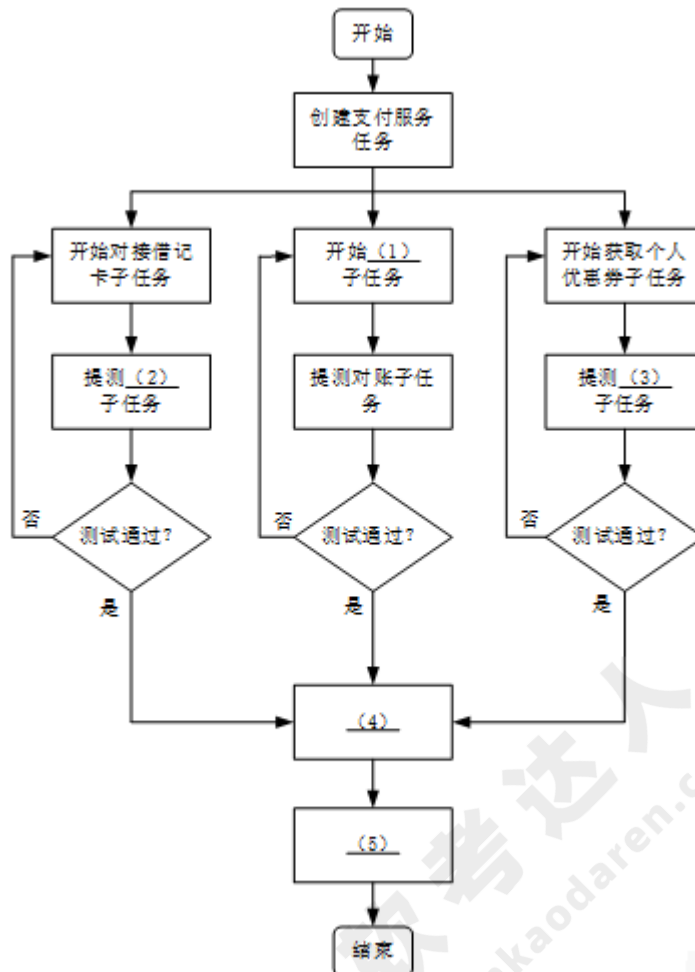 开始
创建支付服务
任务
开始对接借记
卡子任务
开始(1)
子任务
开始获取个人
优惠券子任务
提测(2)
子任务
提测对账子任
务
提测(3)
子任务
否
测试通过?
否
测试通过?
否
测试通过?
是
是
是
(4)
(5)
结束
软考达人